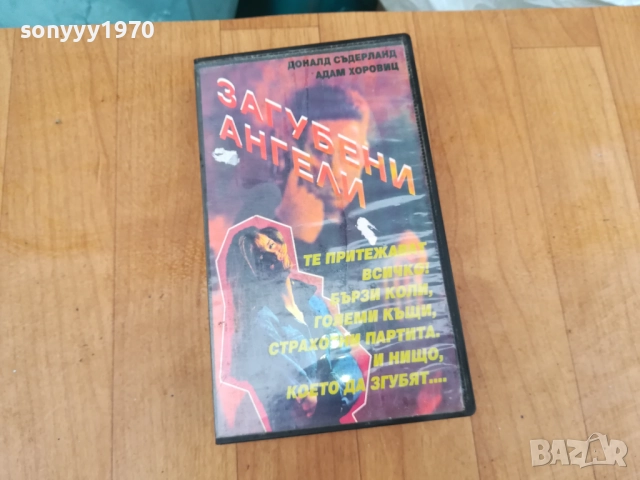 sonyyy1970
ДОНАЛД СЪДЕРЛАНД
АДАМ ХОРОВИЦ
ЗАГУБЕНИ
АНГЕЛИ
ТЕ ПРИТЕЖАВАТ
ВСИЧКО!
БЪРЗИ КОЛИ,
ГОЛЕМИ КЪЩИ,
СТРАХОТНИ ПАРТИТА.
И НИЩО,
КОЕТО ДА ЗГУБЯТ....
BAZAR